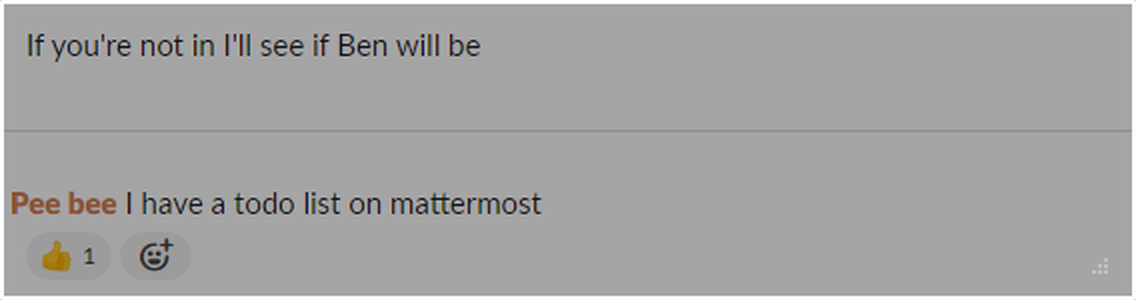 If you're not in I'll see if Ben will be
Pee bee I have a todo list on mattermost
👍 1